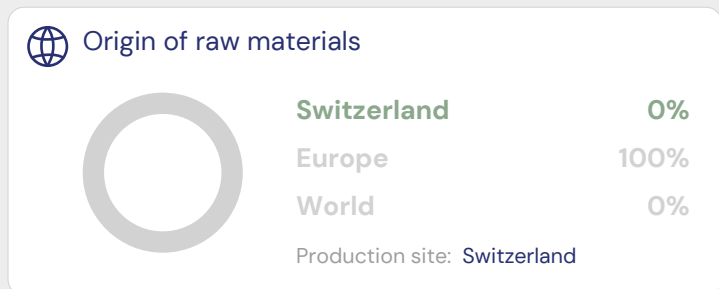 Origin of raw materials
Switzerland 0%
Europe 100%
World 0%
Production site: Switzerland